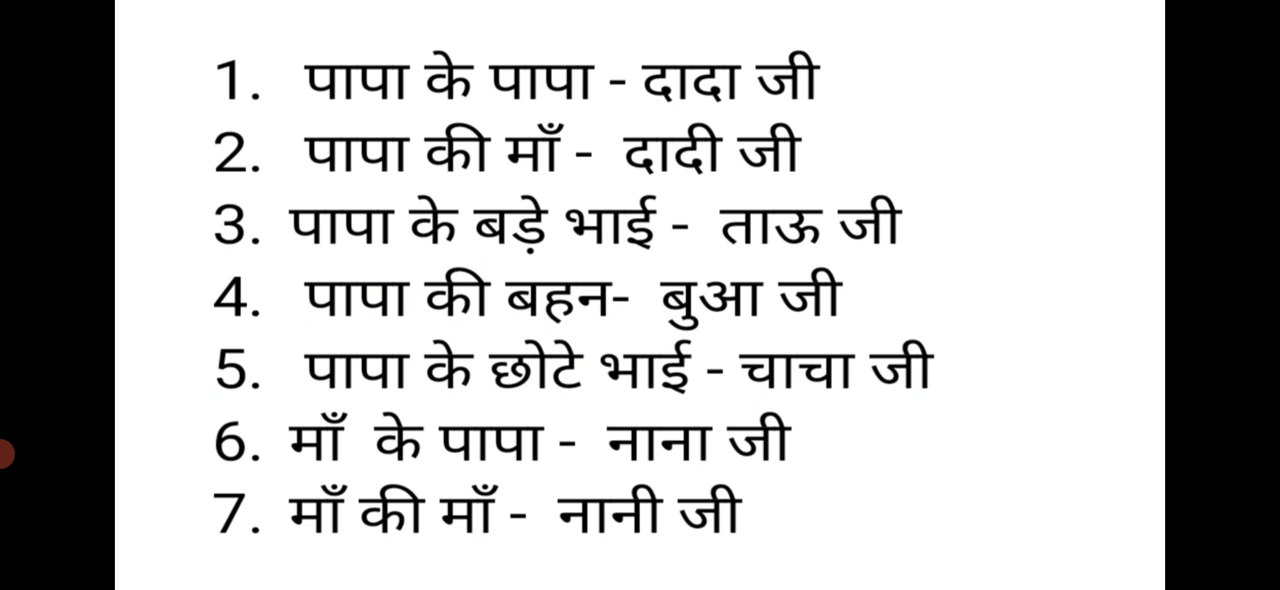 1. पापा के पापा - दादा जी
2. पापा की माँ - दादी जी
3. पापा के बड़े भाई - ताऊ जी
4. पापा की बहन- बुआ जी
5. पापा के छोटे भाई - चाचा जी
6. माँ के पापा - नाना जी
7. माँ की माँ - नानी जी